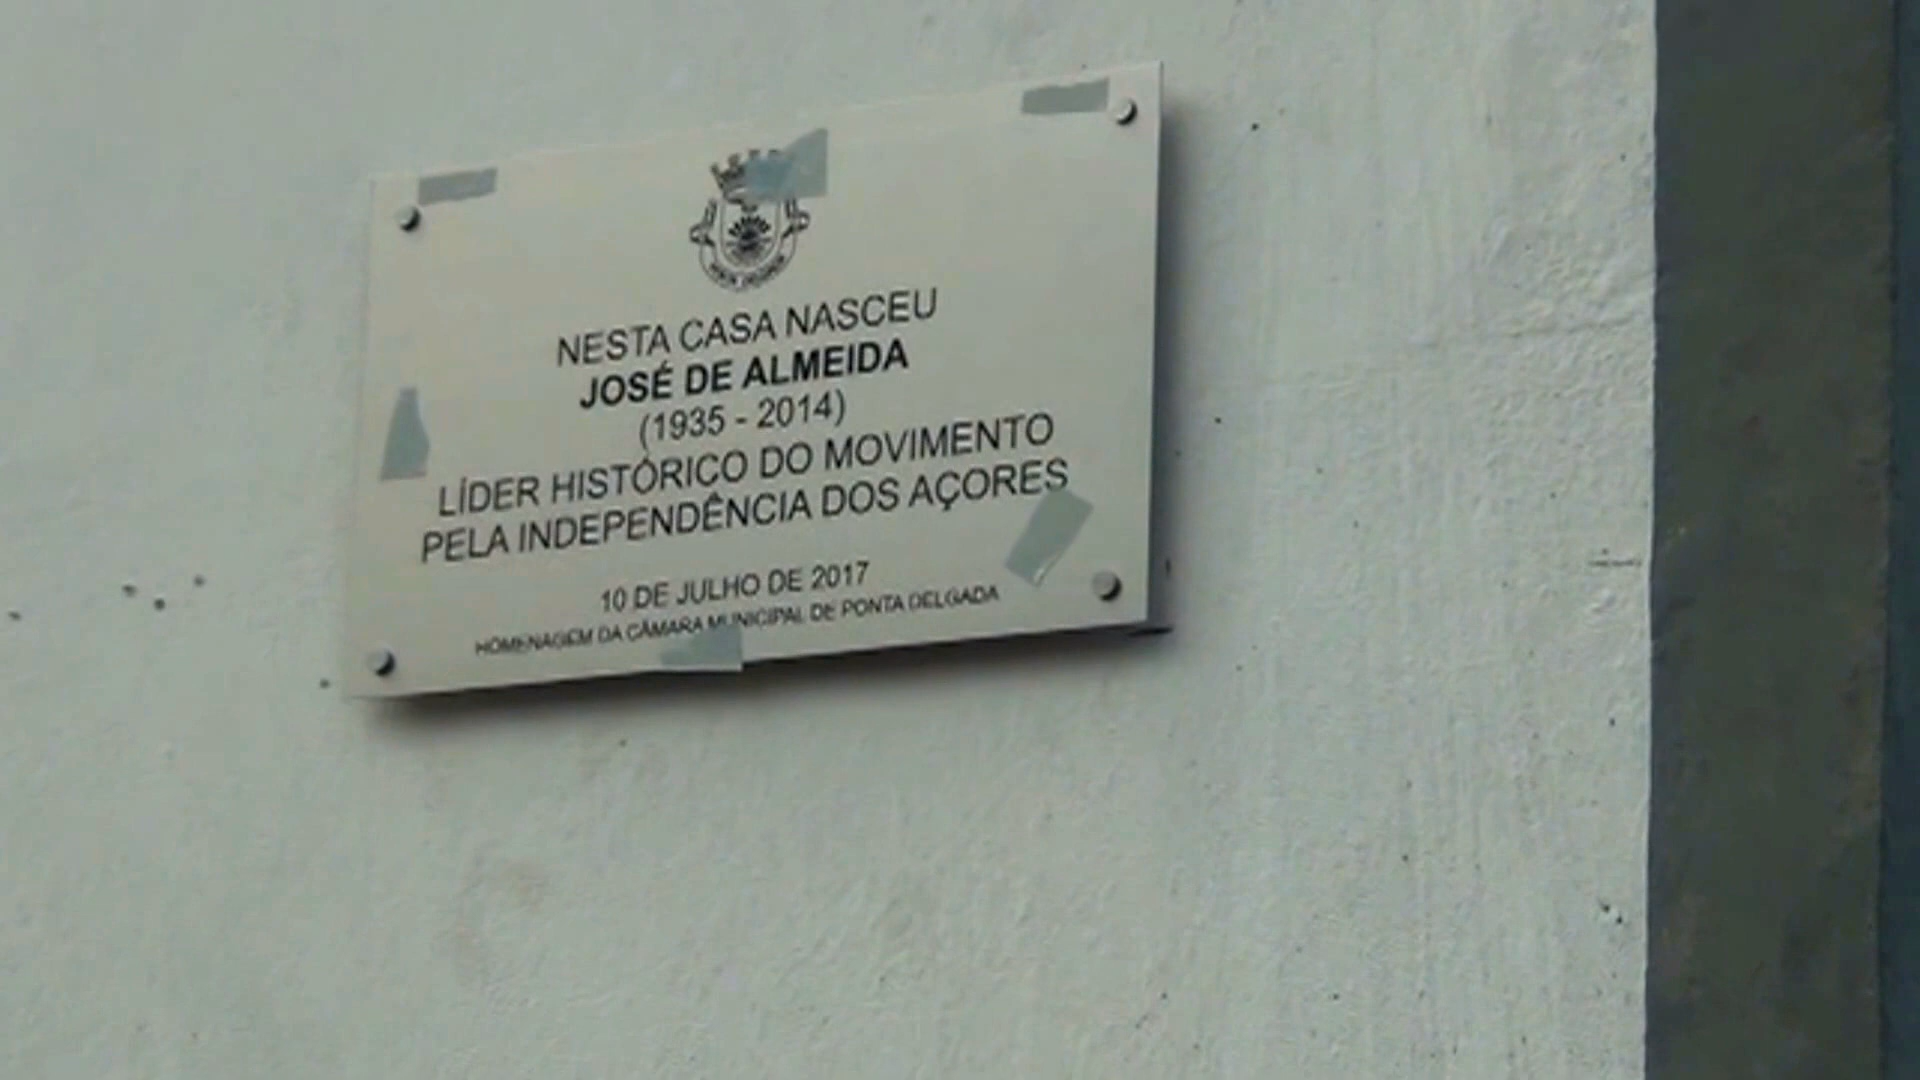 NESTA CASA NASCEU
JOSÉ DE ALMEIDA
(1935 - 2014)
LÍDER HISTÓRICO DO MOVIMENTO
PELA INDEPENDÊNCIA DOS AÇORES
10 DE JULHO DE 2017
HOMENAGEM DA CÂMARA MUNICIPAL DE PONTA DELGADA